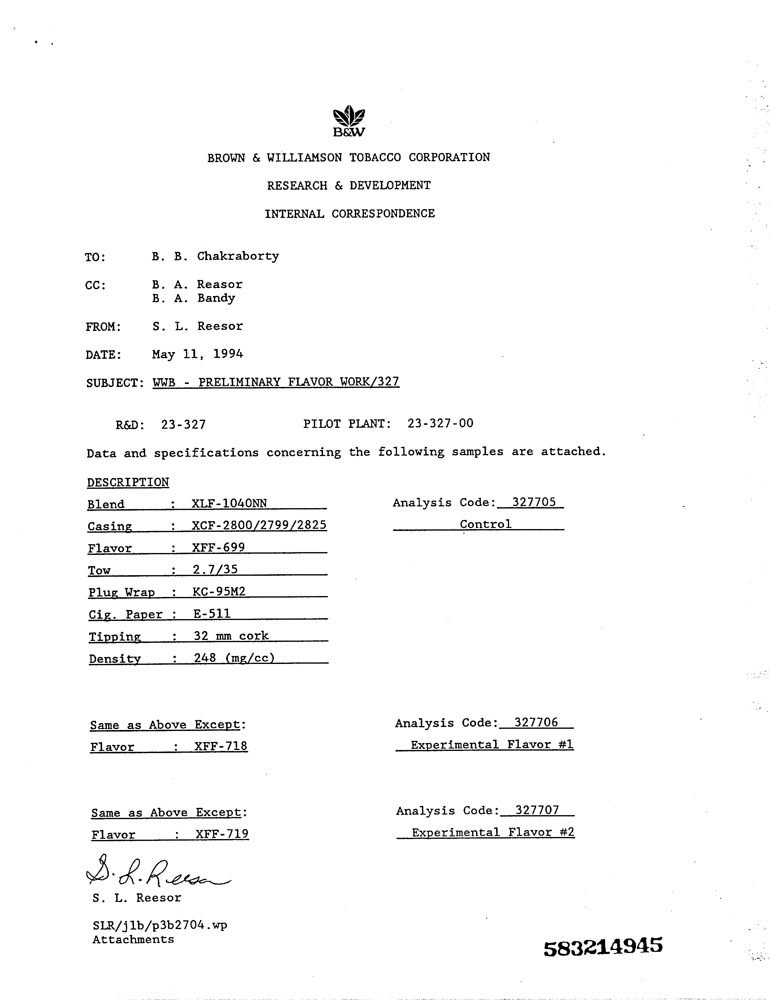 B&W
BROWN & WILLIAMSON TOBACCO CORPORATION
RESEARCH & DEVELOPMENT
INTERNAL CORRESPONDENCE
TO: B. B. Chakraborty
CC: B. A. Reasor
B. A. Bandy
FROM: S. L. Reesor
DATE: May 11, 1994
SUBJECT: WWB - PRELIMINARY FLAVOR WORK/327
R&D: 23-327 PILOT PLANT: 23-327-00
Data and specifications concerning the following samples are attached.
DESCRIPTION
Blend : XLF-1040NN Analysis Code: 327705
Casing : XCF-2800/2799/2825 Control
Flavor : XFF-699
Tow : 2.7/35
Plug Wrap : KC-95M2
Cig. Paper : E-511
Tipping : 32 mm cork
Density : 248 (mg/cc)
Same as Above Except: Analysis Code: 327706
Flavor : XFF-718 Experimental Flavor #1
Same as Above Except: Analysis Code: 327707
Flavor : XFF-719 Experimental Flavor #2
S. L. Reesor
S. L. Reesor
SLR/jlb/p3b2704.wp
Attachments
583214945